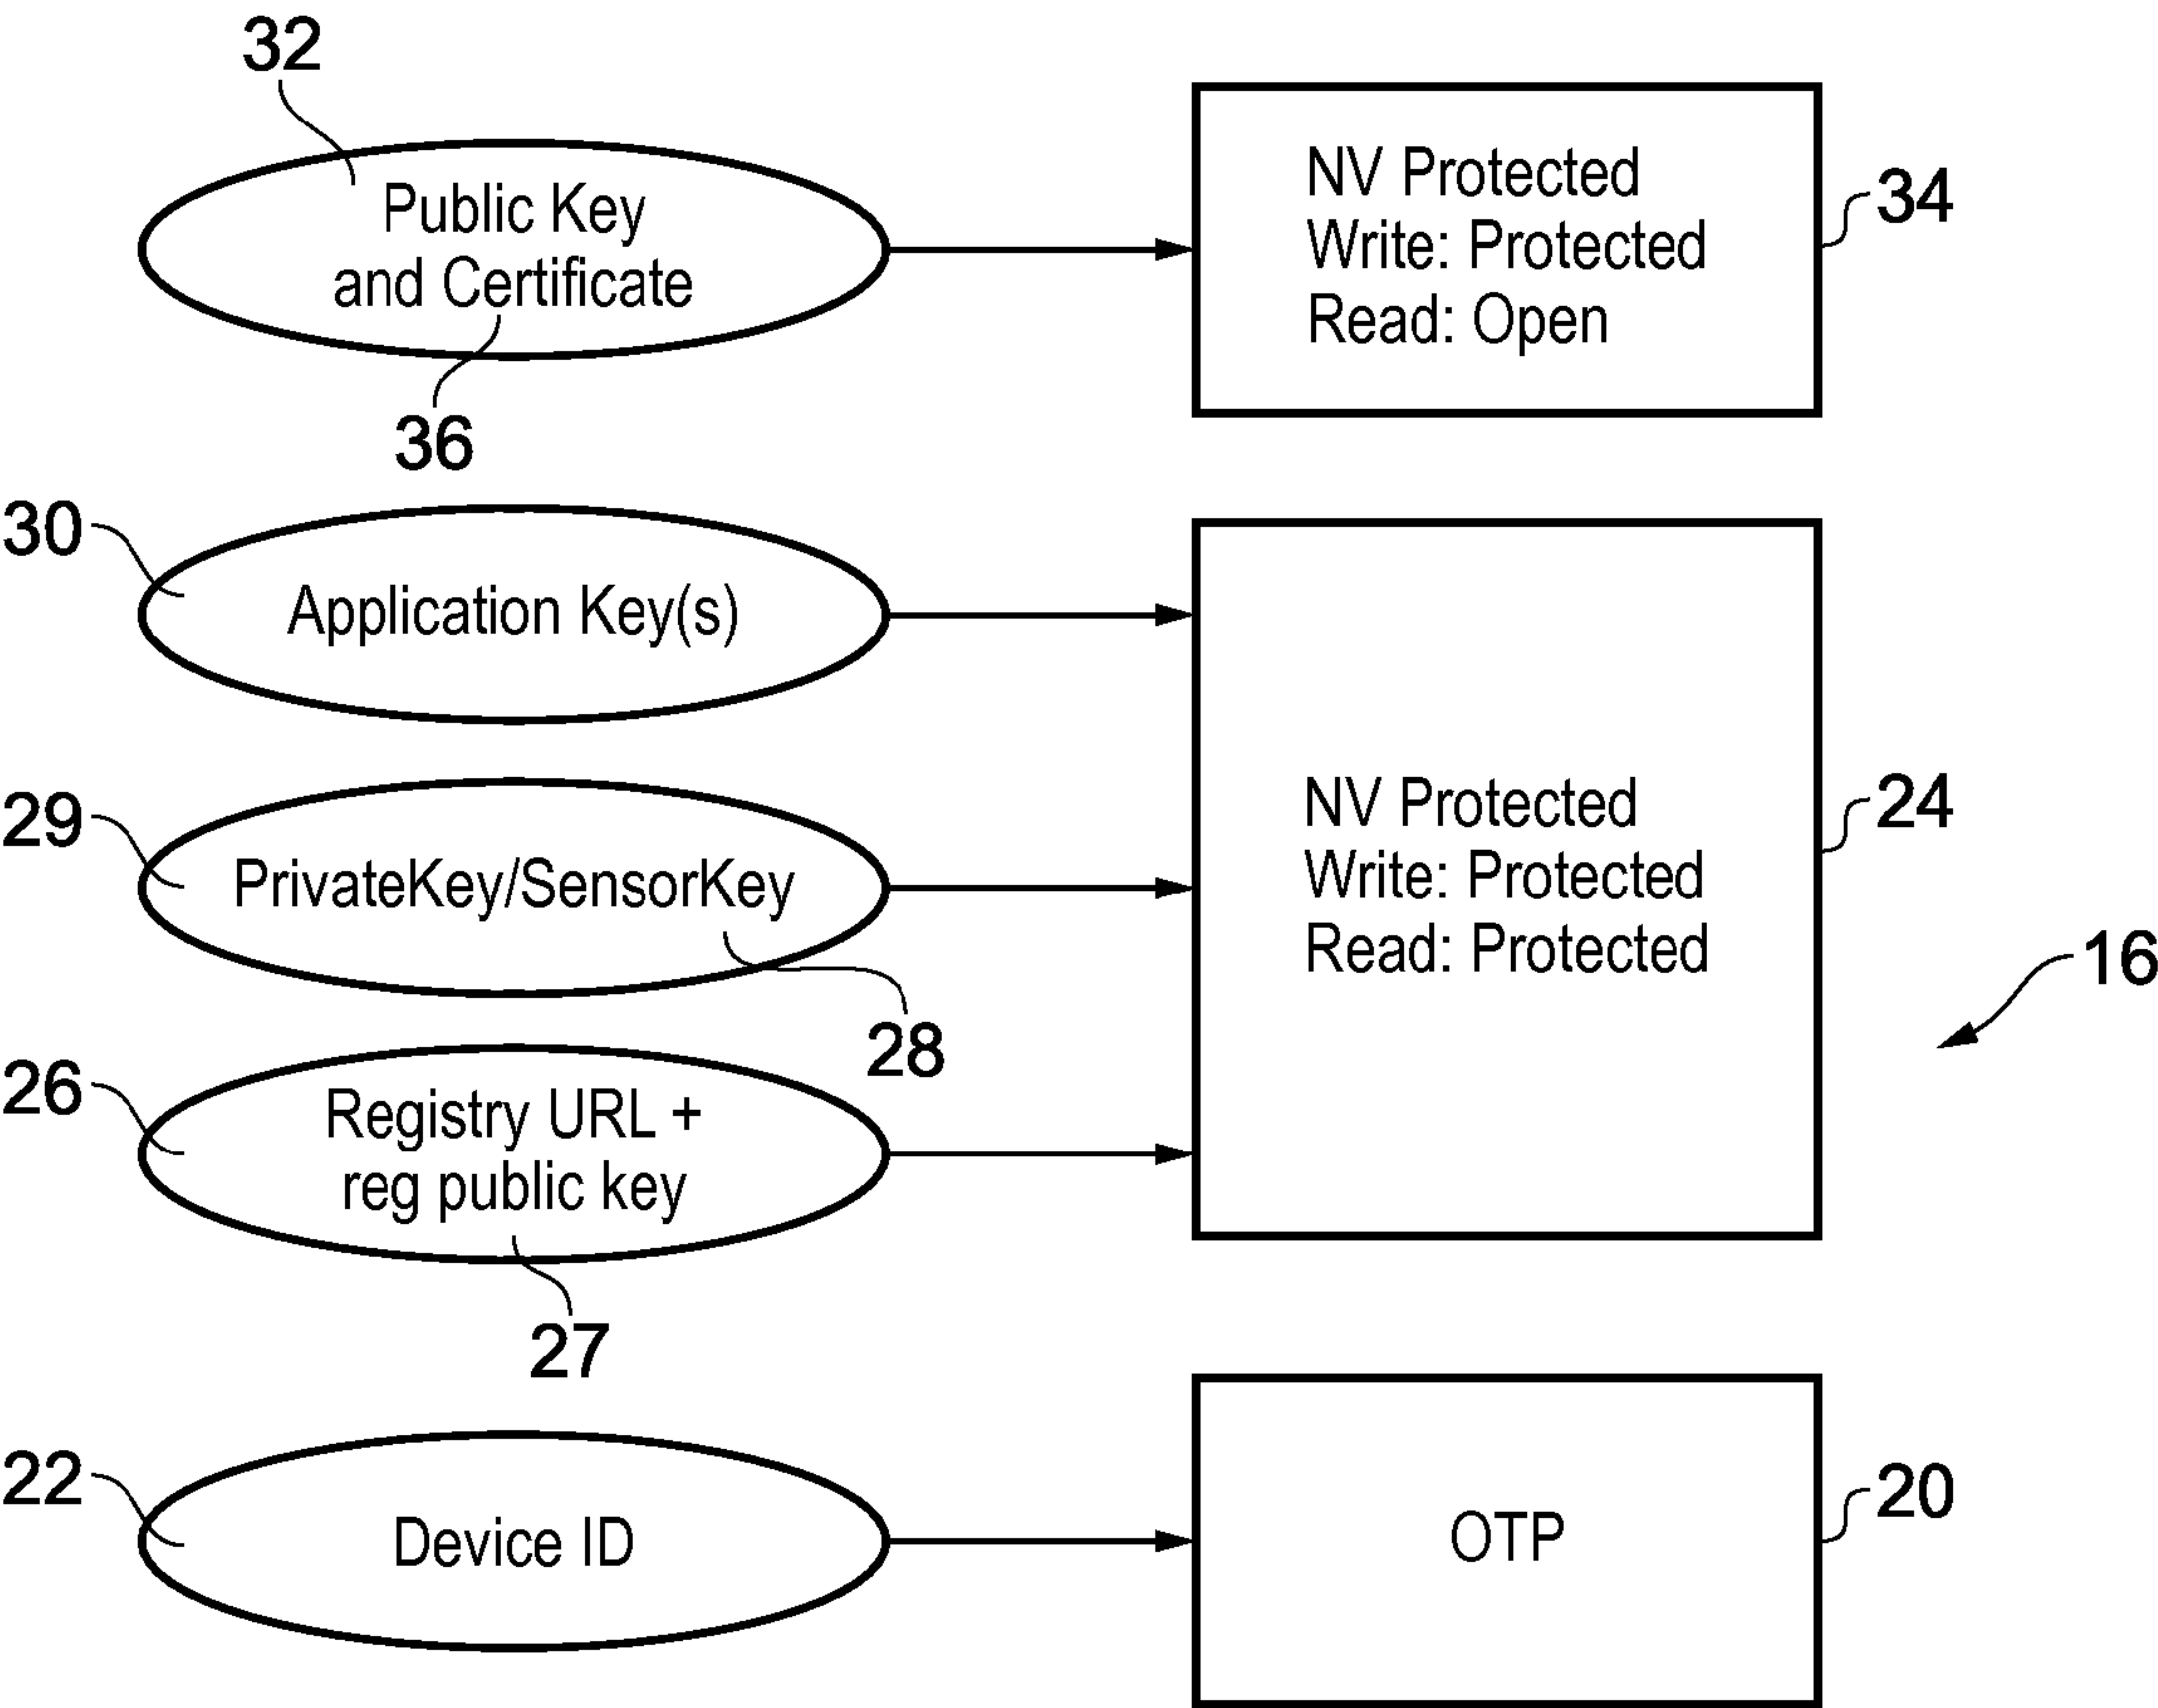 32
Public Key
and Certificate
36
NV Protected
Write: Protected
Read: Open
34
30
Application Key(s)
29
PrivateKey/SensorKey
28
NV Protected
Write: Protected
Read: Protected
24
16
26
Registry URL +
reg public key
27
22
Device ID
OTP
20